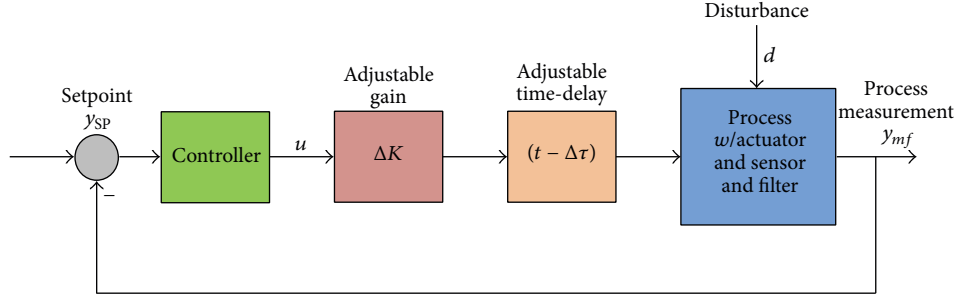 Disturbance
d
Setpoint
y_SP
Adjustable
gain
Adjustable
time-delay
Process
measurement
y_mf
Controller
u
ΔK
(t − Δτ)
Process
w/actuator
and sensor
and filter
−